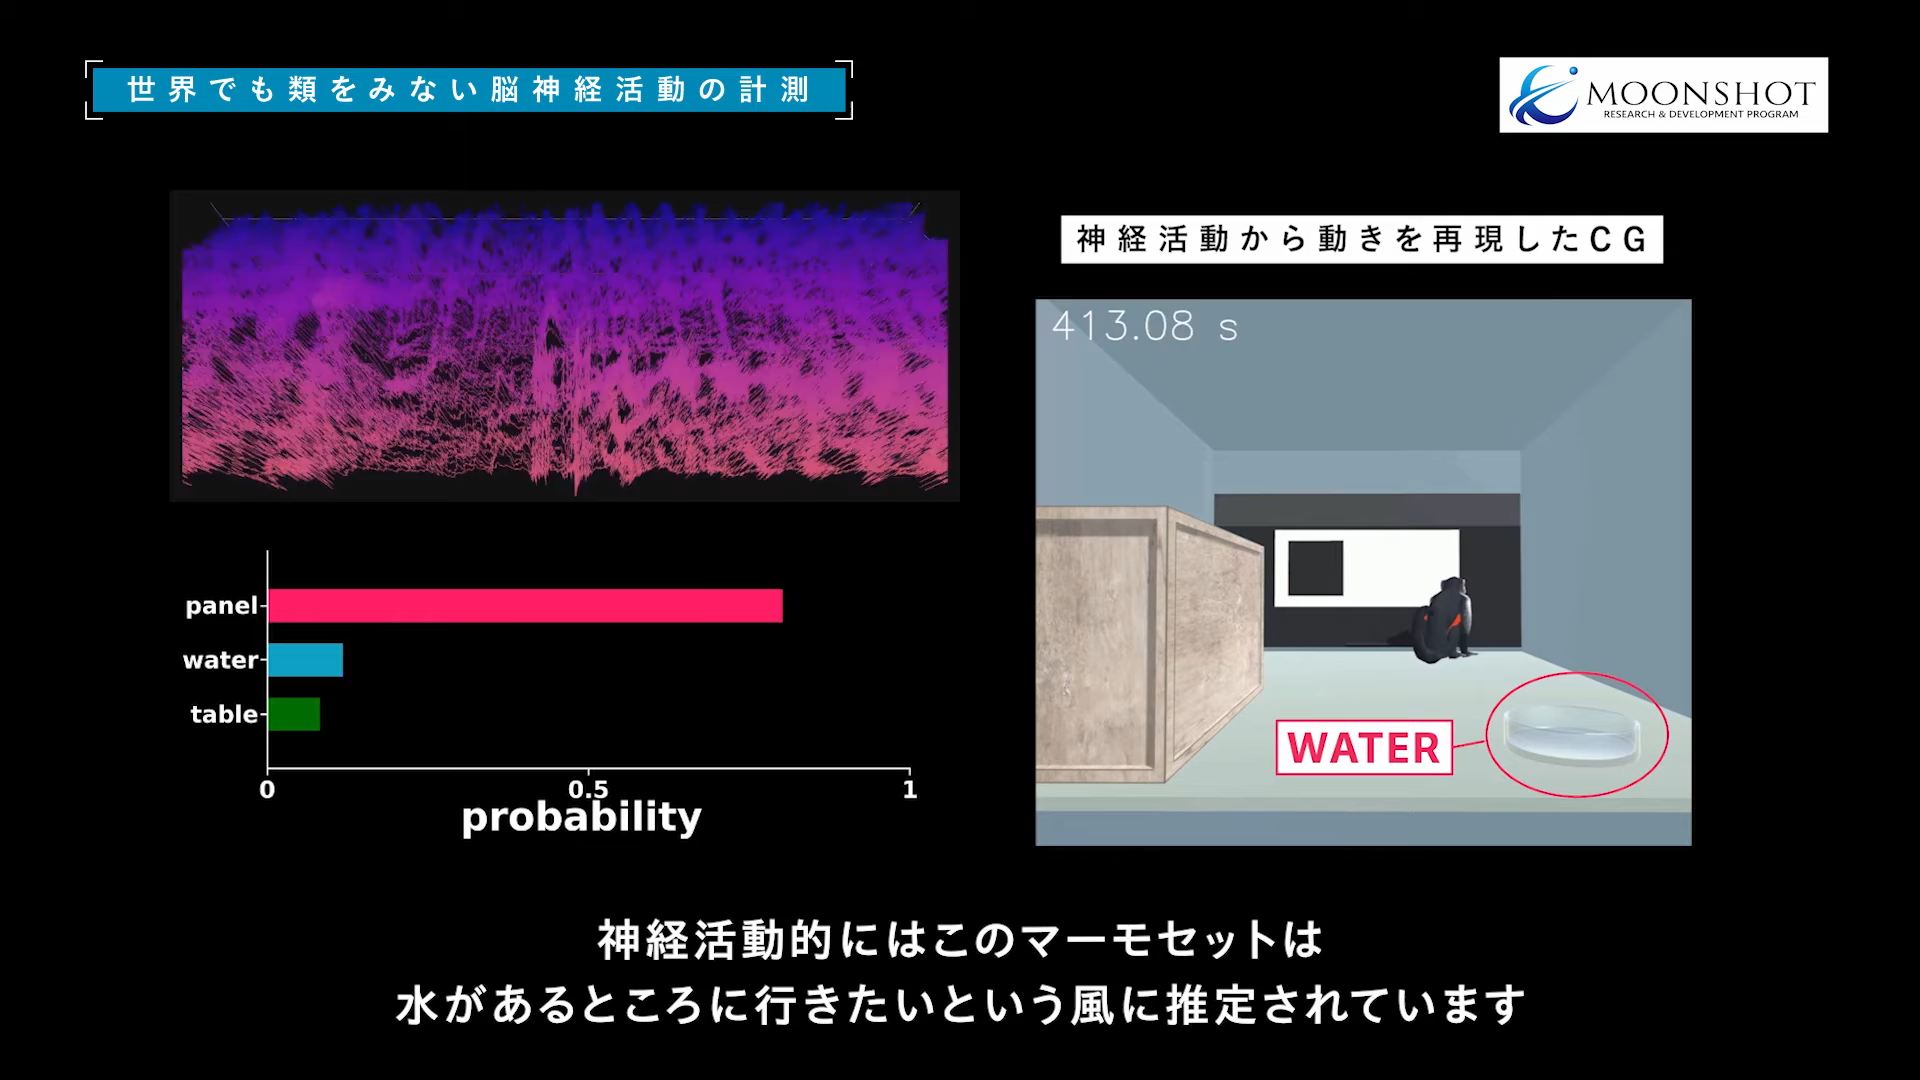 世界でも類をみない脳神経活動の計測
MOONSHOT
RESEARCH & DEVELOPMENT PROGRAM
神経活動から動きを再現したCG
413.08 s
panel
water
table
0 0.5 1
probability
WATER
神経活動的にはこのマーモセットは
水があるところに行きたいという風に推定されています